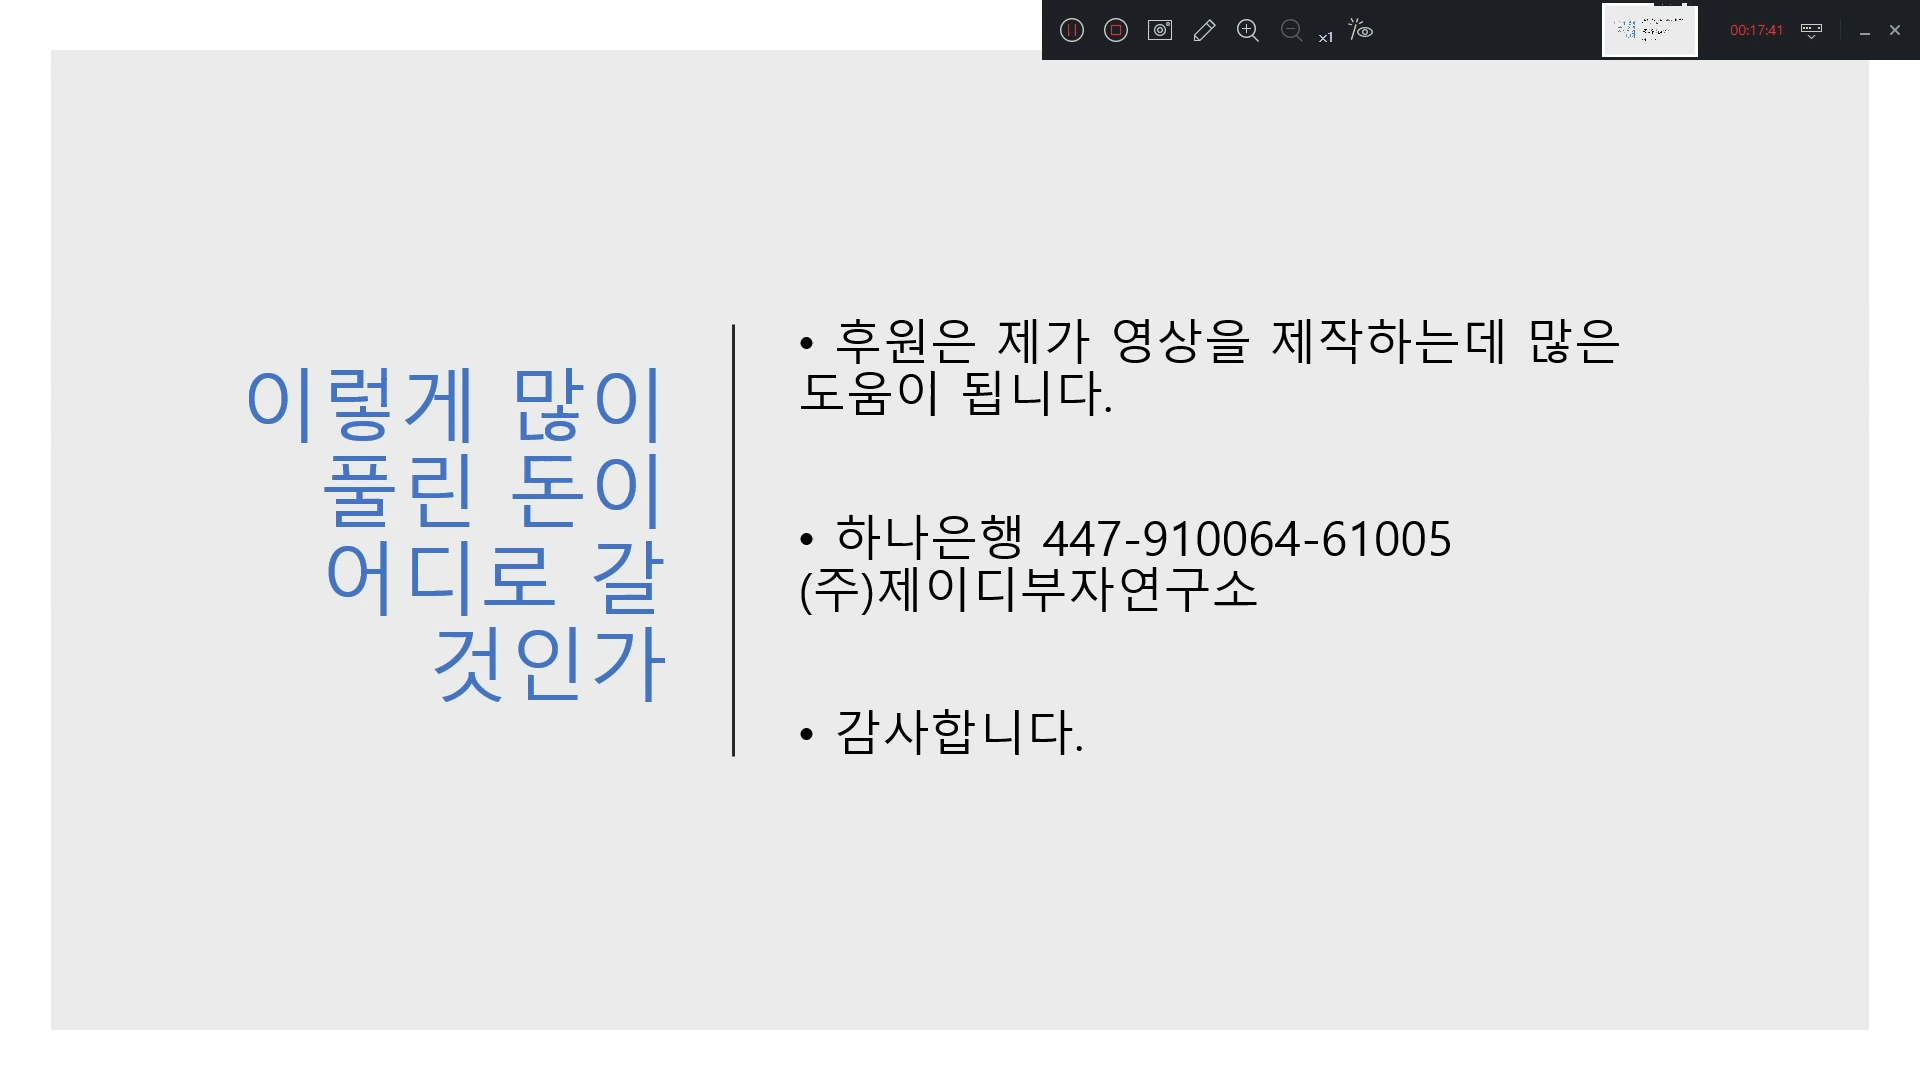 x1
00:17:41
이렇게 많이
풀린 돈이
어디로 갈
것인가
• 후원은 제가 영상을 제작하는데 많은
도움이 됩니다.
• 하나은행 447-910064-61005
(주)제이디부자연구소
• 감사합니다.